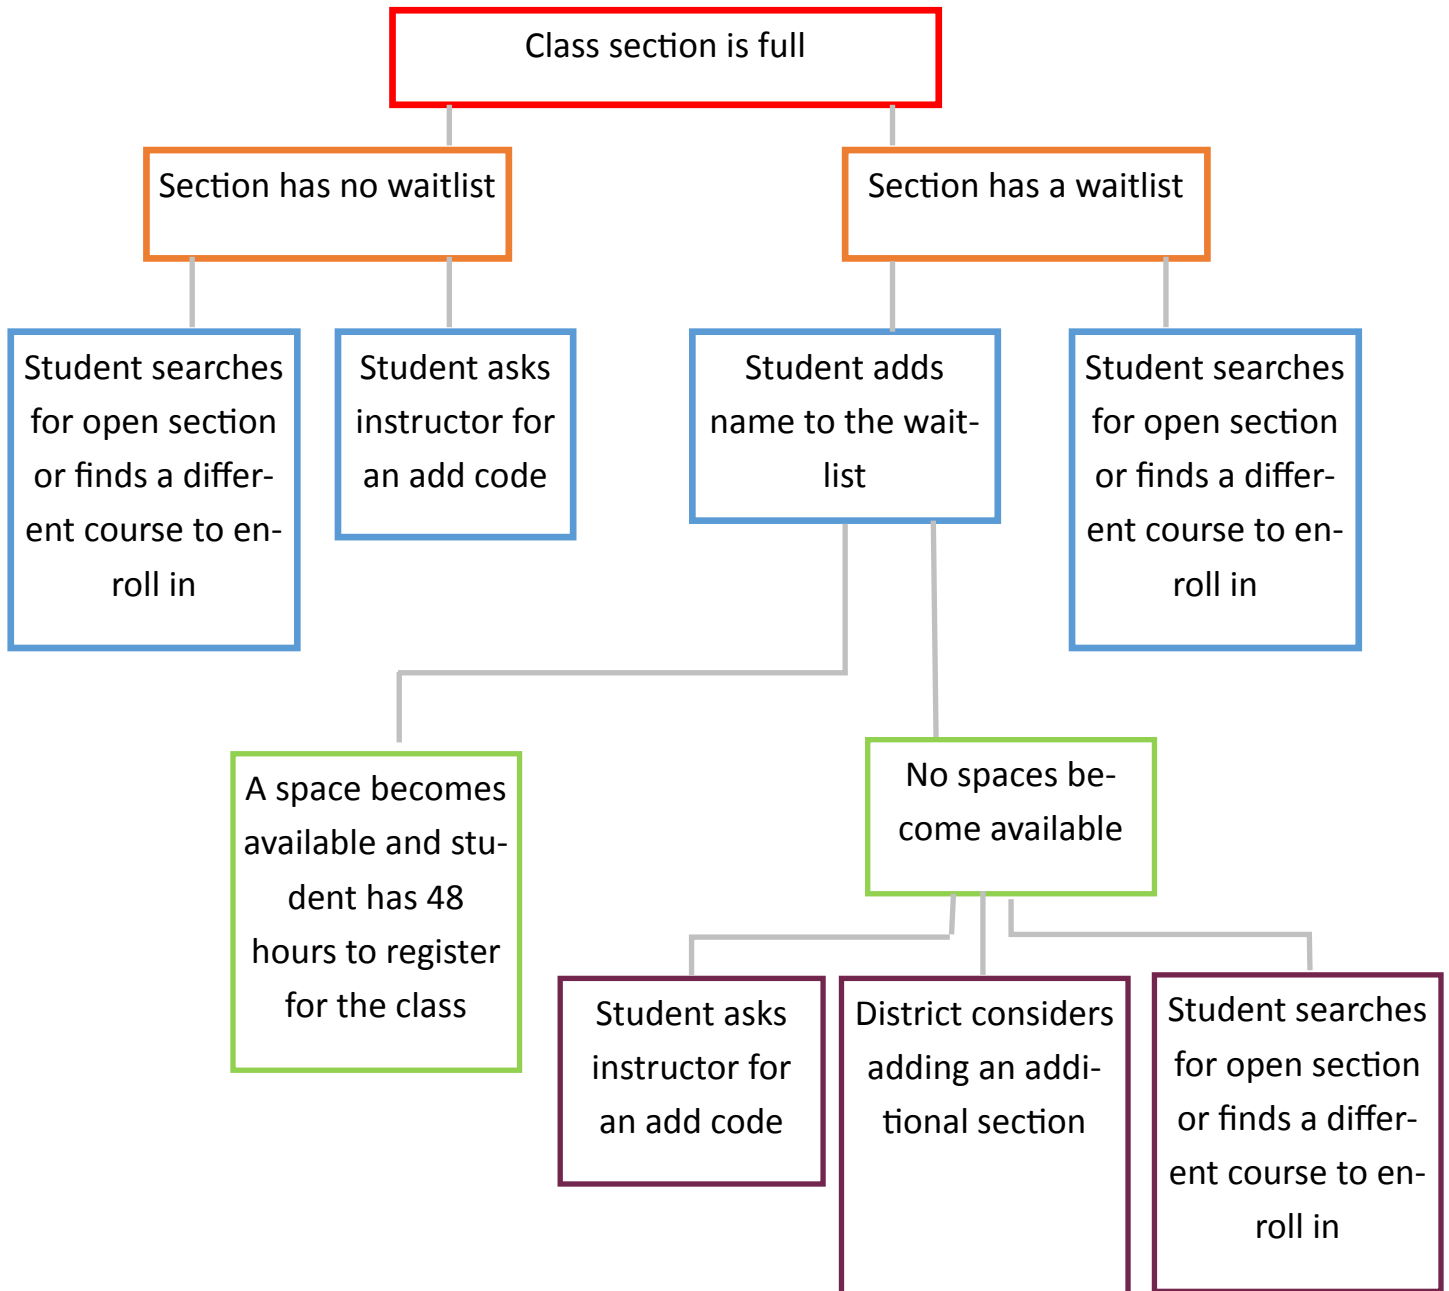 Class section is full
Section has no waitlist
Section has a waitlist
Student searches
for open section
or finds a differ-
ent course to en-
roll in
Student asks
instructor for
an add code
Student adds
name to the wait-
list
Student searches
for open section
or finds a differ-
ent course to en-
roll in
A space becomes
available and stu-
dent has 48
hours to register
for the class
No spaces be-
come available
Student asks
instructor for
an add code
District considers
adding an addi-
tional section
Student searches
for open section
or finds a differ-
ent course to en-
roll in